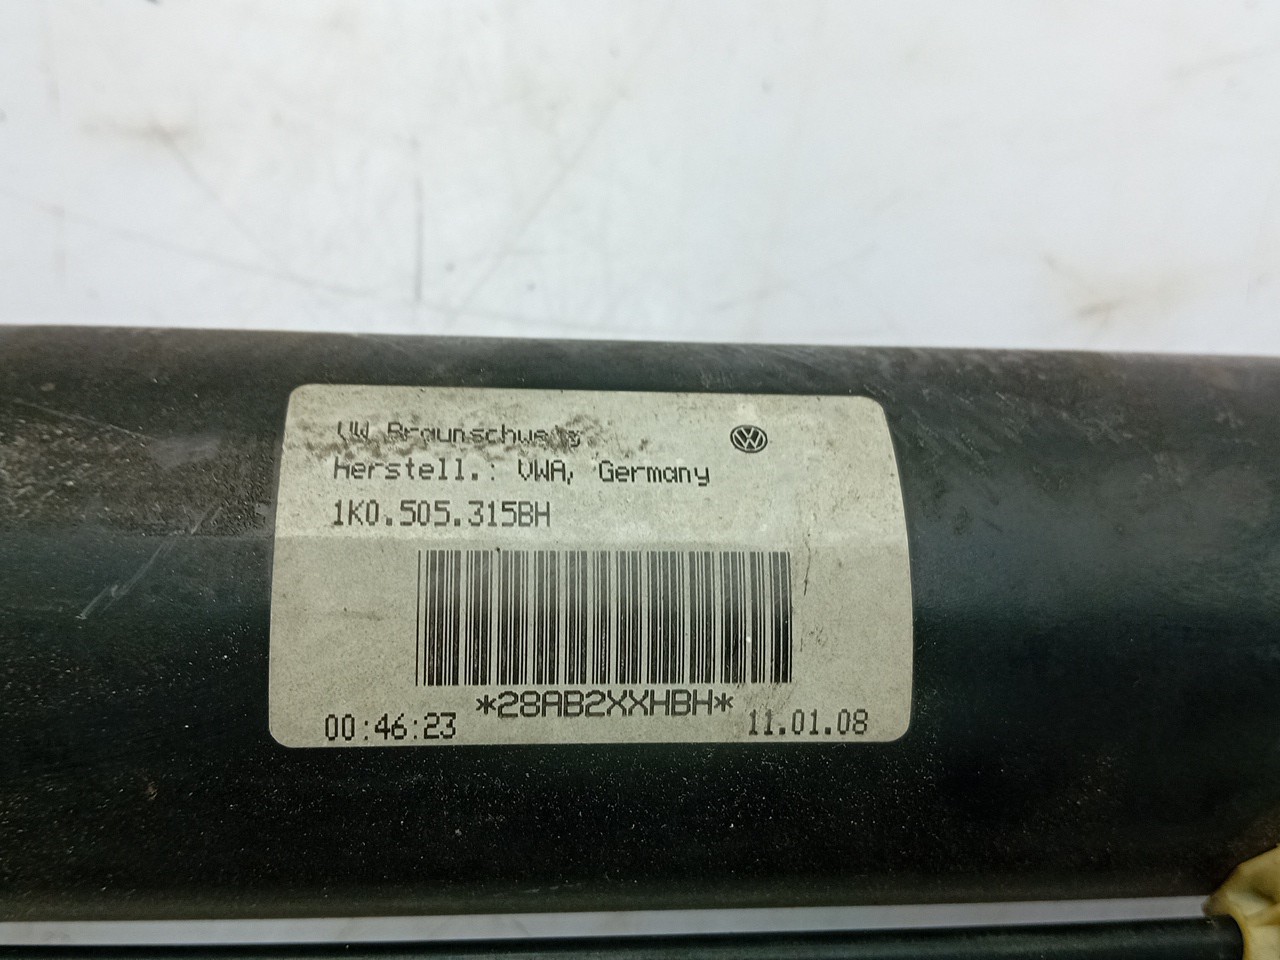 VW Braunschweig
herstell.: VWA, Germany
1K0.505.315BH
*28AB2XXHBH*
00:46:23 11.01.08